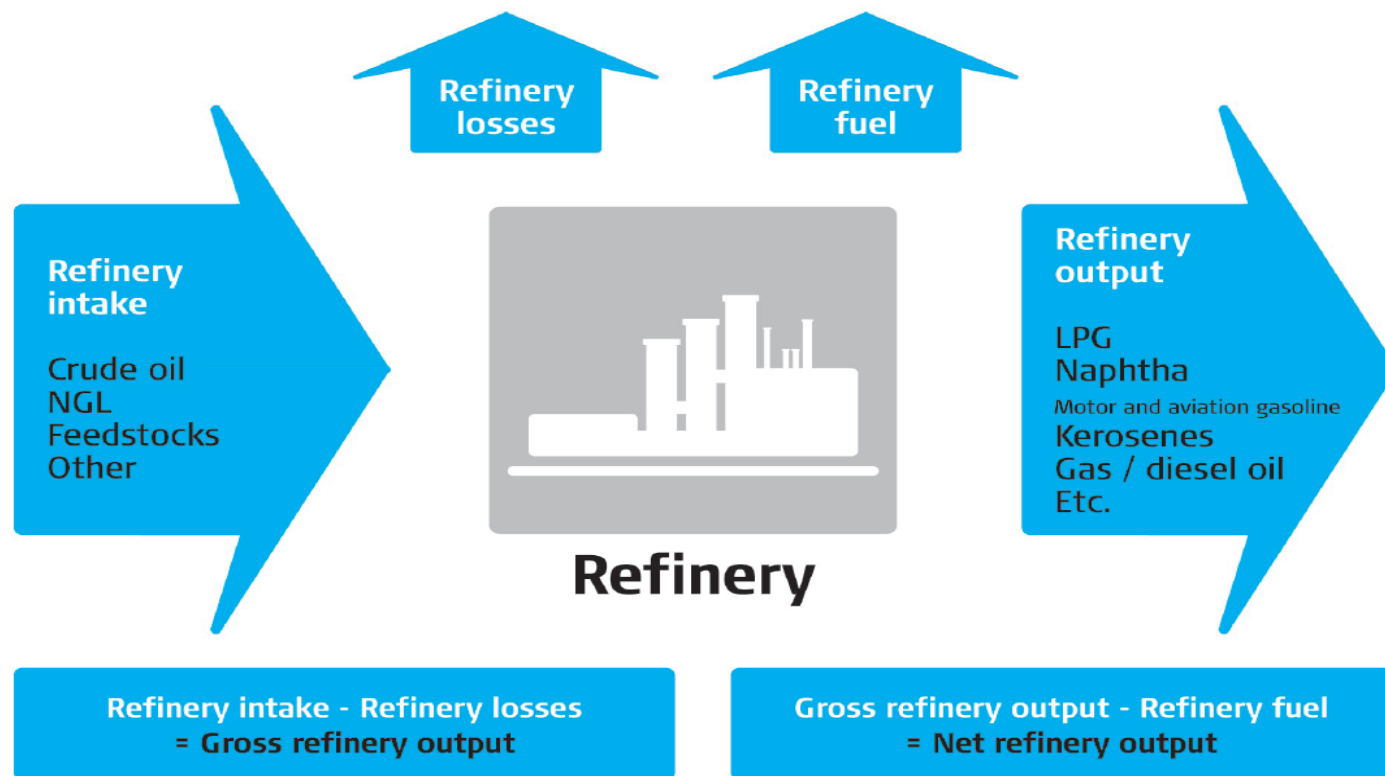 Refinery
losses
Refinery
fuel
Refinery
intake
Crude oil
NGL
Feedstocks
Other
Refinery
output
LPG
Naphtha
Motor and aviation gasoline
Kerosenes
Gas / diesel oil
Etc.
Refinery
Refinery intake - Refinery losses
= Gross refinery output
Gross refinery output - Refinery fuel
= Net refinery output